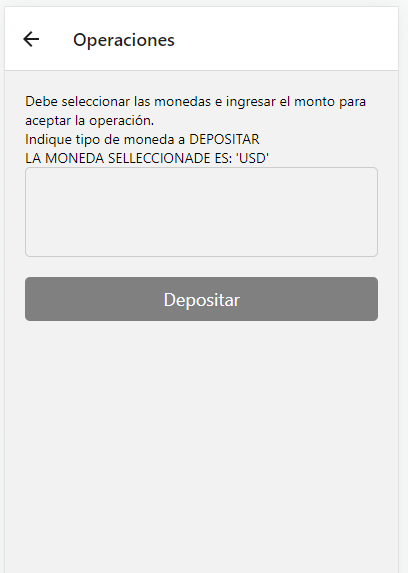 Operaciones
Debe seleccionar las monedas e ingresar el monto para
aceptar la operación.
Indique tipo de moneda a DEPOSITAR
LA MONEDA SELLECCIONADE ES: 'USD'
Depositar